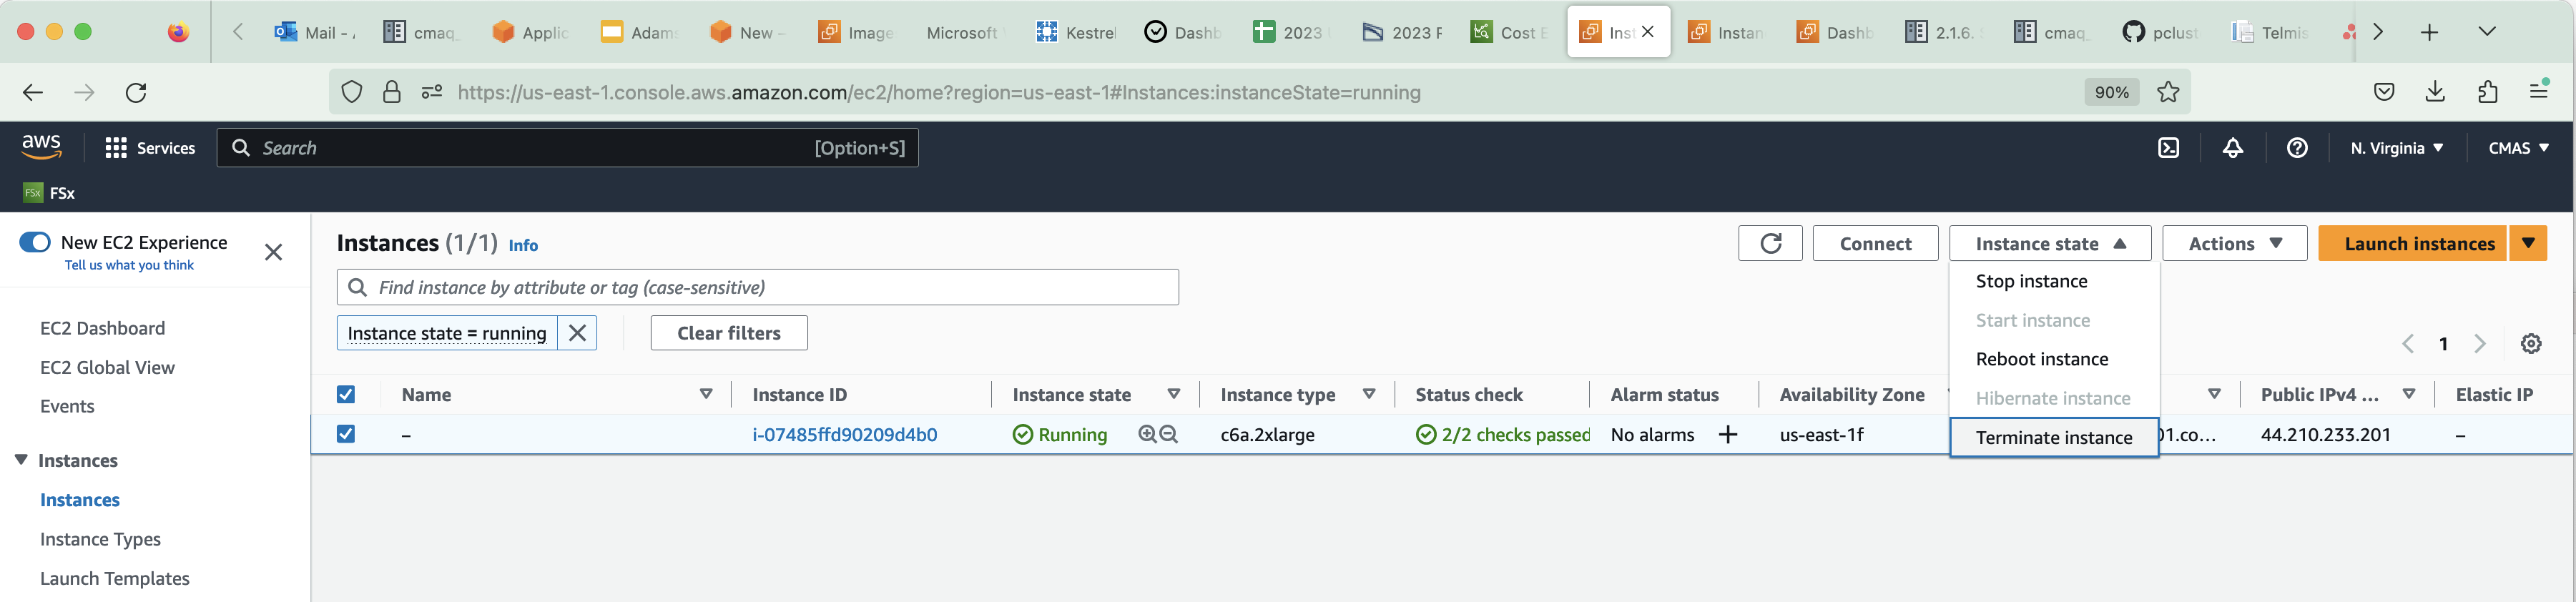 Mail - cmaq_ Applic Adam New - Image Microsoft Kestrel Dashb 2023 2023 F Cost E Inst Instan Dashb 2.1.6. cmaq_ pclust Telmis
https://us-east-1.console.aws.amazon.com/ec2/home?region=us-east-1#Instances:instanceState=running 90%
aws Services Search [Option+S] N. Virginia CMAS
FSx FSx
New EC2 Experience
Tell us what you think
Instances (1/1) Info Connect Instance state Actions Launch instances
Find instance by attribute or tag (case-sensitive)
Instance state = running Clear filters
Stop instance
Start instance
Reboot instance
Hibernate instance
Terminate instance
1
EC2 Dashboard
EC2 Global View
Events
Instances
Instances
Instance Types
Launch Templates
Name Instance ID Instance state Instance type Status check Alarm status Availability Zone Public IPv4 ... Elastic IP
– i-07485ffd90209d4b0 Running c6a.2xlarge 2/2 checks passed No alarms + us-east-1f 01.co... 44.210.233.201 –